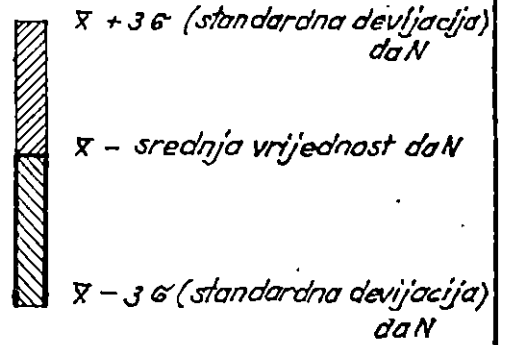 x̄ + 3σ (standardna devijacija)
daN
x̄ – srednja vrijednost daN
x̄ – 3σ (standardna devijacija)
daN